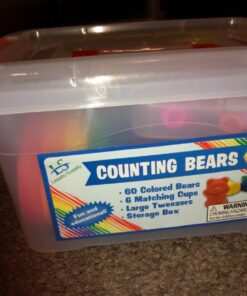 COUNTING BEARS
· 60 Colored Bears
· 6 Matching Cups
· Large Tweezers
· Storage Box
Fun and
educational!
WARNING
CHOKING HAZARD